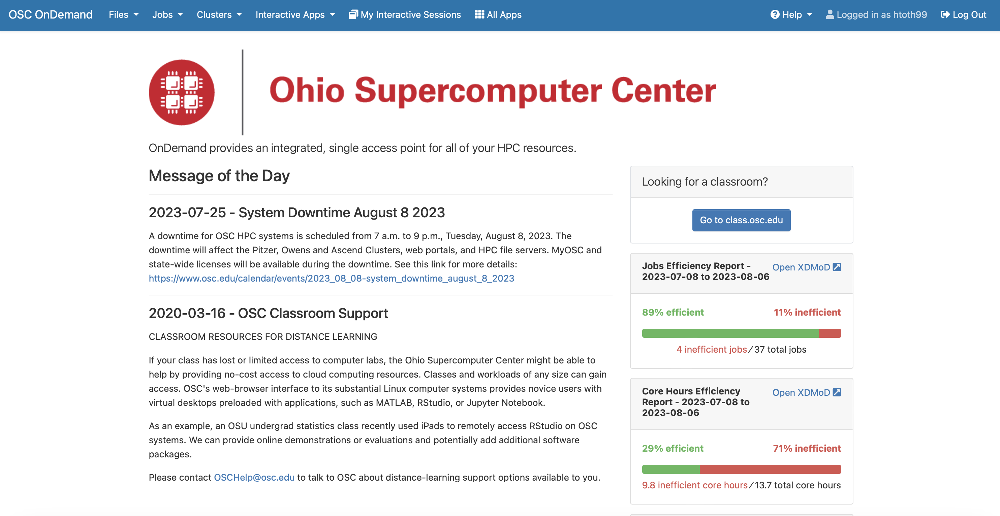 OSC OnDemand Files Jobs Clusters Interactive Apps My Interactive Sessions All Apps Help Logged in as htoth99 Log Out
Ohio Supercomputer Center
OnDemand provides an integrated, single access point for all of your HPC resources.
Message of the Day
2023-07-25 - System Downtime August 8 2023
A downtime for OSC HPC systems is scheduled from 7 a.m. to 9 p.m., Tuesday, August 8, 2023. The
downtime will affect the Pitzer, Owens and Ascend Clusters, web portals, and HPC file servers. MyOSC and
state-wide licenses will be available during the downtime. See this link for more details:
https://www.osc.edu/calendar/events/2023_08_08-system_downtime_august_8_2023
2020-03-16 - OSC Classroom Support
CLASSROOM RESOURCES FOR DISTANCE LEARNING
If your class has lost or limited access to computer labs, the Ohio Supercomputer Center might be able to
help by providing no-cost access to cloud computing resources. Classes and workloads of any size can gain
access. OSC's web-browser interface to its substantial Linux computer systems provides novice users with
virtual desktops preloaded with applications, such as MATLAB, RStudio, or Jupyter Notebook.
As an example, an OSU undergrad statistics class recently used iPads to remotely access RStudio on OSC
systems. We can provide online demonstrations or evaluations and potentially add additional software
packages.
Please contact OSCHelp@osc.edu to talk to OSC about distance-learning support options available to you.
Looking for a classroom?
Go to class.osc.edu
Jobs Efficiency Report - Open XDMoD
2023-07-08 to 2023-08-06
89% efficient 11% inefficient
4 inefficient jobs/37 total jobs
Core Hours Efficiency Open XDMoD
Report - 2023-07-08 to
2023-08-06
29% efficient 71% inefficient
9.8 inefficient core hours/13.7 total core hours